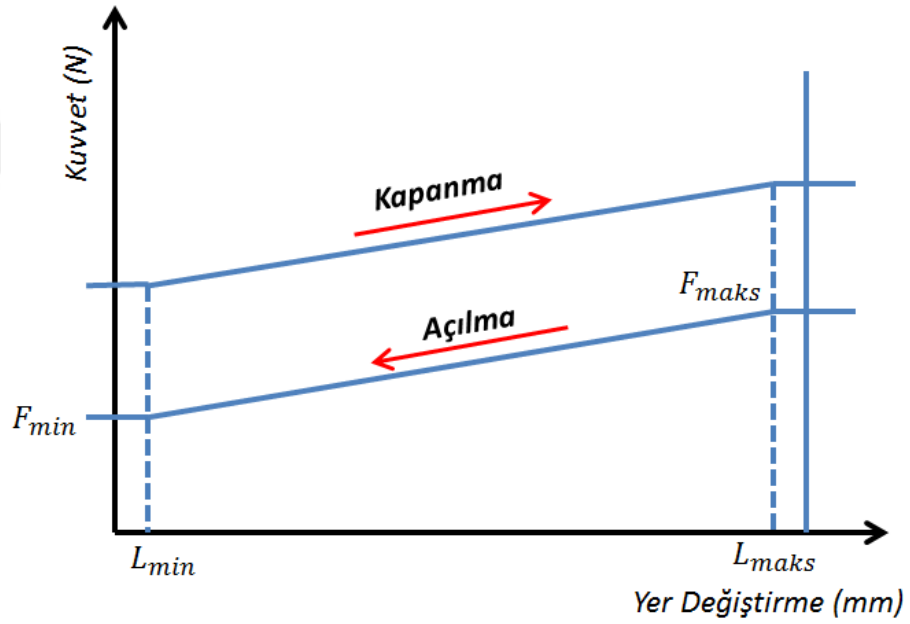 Kuvvet (N)
Kapanma
F_maks
Açılma
F_min
L_min
L_maks
Yer Değiştirme (mm)